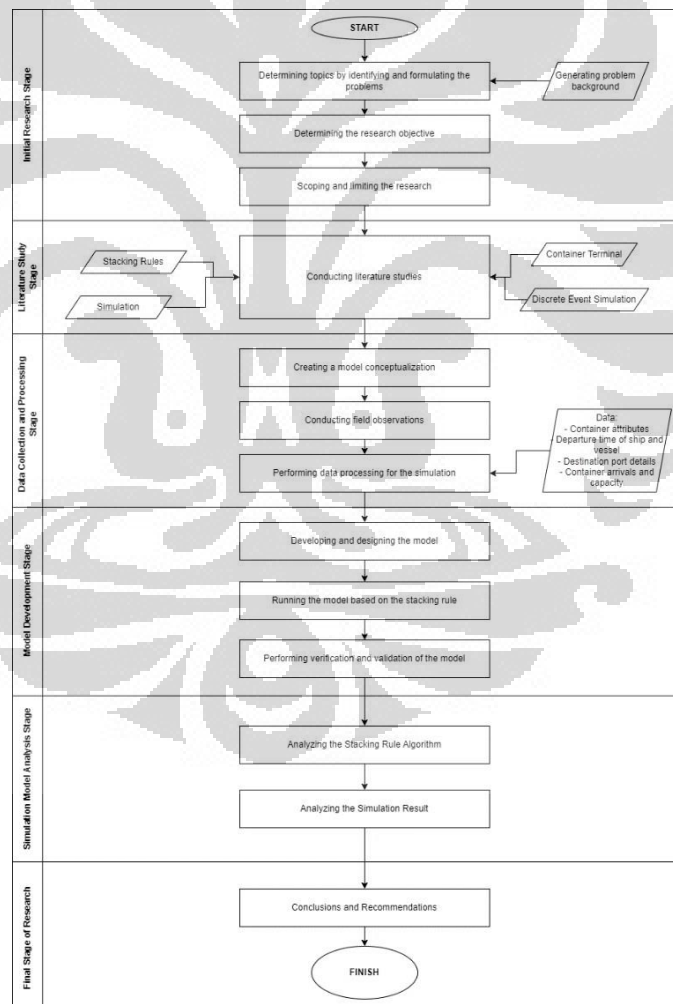 Initial Research Stage
START
Determining topics by identifying and formulating the
problems
Generating problem
background
Determining the research objective
Scoping and limiting the research
Literature Study
Stage
Stacking Rules
Simulation
Conducting literature studies
Container Terminal
Discrete Event Simulation
Data Collection and Processing
Stage
Creating a model conceptualization
Conducting field observations
Performing data processing for the simulation
Data:
- Container attributes
- Departure time of ship and
vessel
- Destination port details
- Container arrivals and
capacity
Model Development Stage
Developing and designing the model
Running the model based on the stacking rule
Performing verification and validation of the model
Simulation Model Analysis Stage
Analyzing the Stacking Rule Algorithm
Analyzing the Simulation Result
Final Stage of Research
Conclusions and Recommendations
FINISH